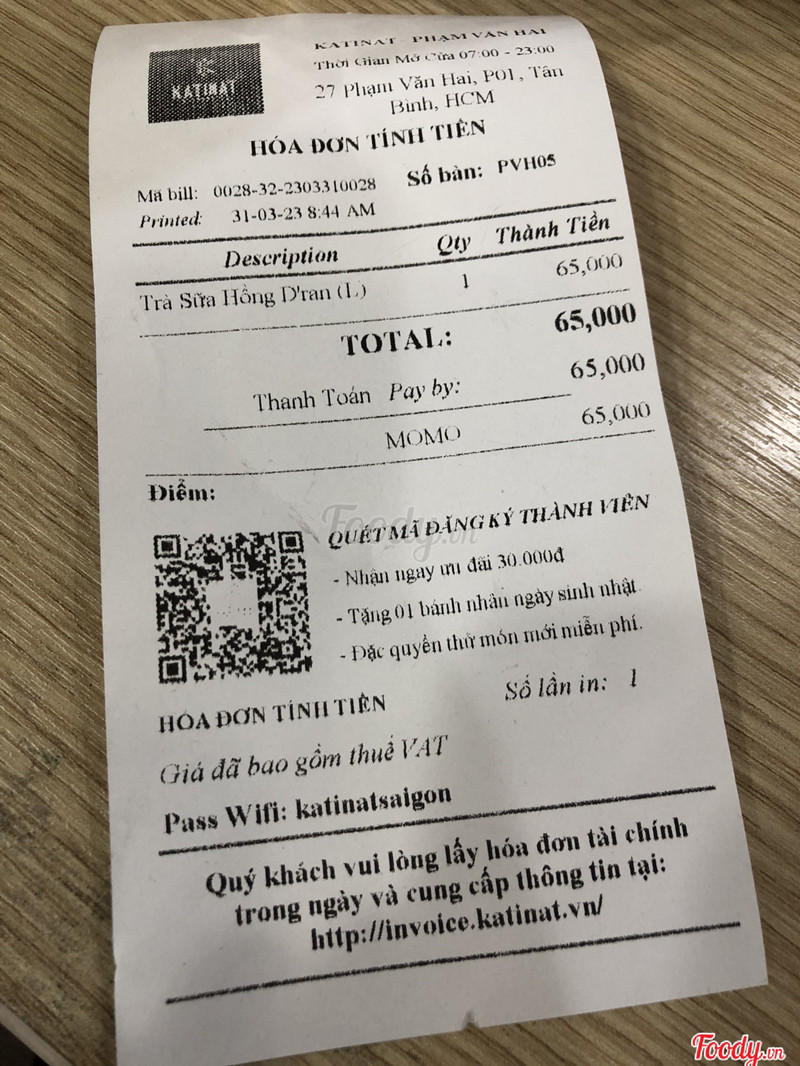 KATINAT
KATINAT - PHẠM VĂN HAI
Thời Gian Mở Cửa 07:00 - 23:00
27 Phạm Văn Hai, P01, Tân
Bình, HCM
HÓA ĐƠN TÍNH TIỀN
Mã bill: 0028-32-2303310028 Số bàn: PVH05
Printed: 31-03-23 8:44 AM
Description Qty Thành Tiền
Trà Sữa Hồng D'ran (L) 1 65,000
TOTAL: 65,000
Thanh Toán Pay by: 65,000
MOMO 65,000
Điểm:
Foody.vn
QUÉT MÃ ĐĂNG KÝ THÀNH VIÊN
- Nhận ngay ưu đãi 30.000đ
- Tặng 01 bánh nhân ngày sinh nhật
- Đặc quyền thử món mới miễn phí.
HÓA ĐƠN TÍNH TIỀN Số lần in: 1
Giá đã bao gồm thuế VAT
Pass Wifi: katinatsaigon
Quý khách vui lòng lấy hóa đơn tài chính
trong ngày và cung cấp thông tin tại:
http://invoice.katinat.vn/
Foody.vn